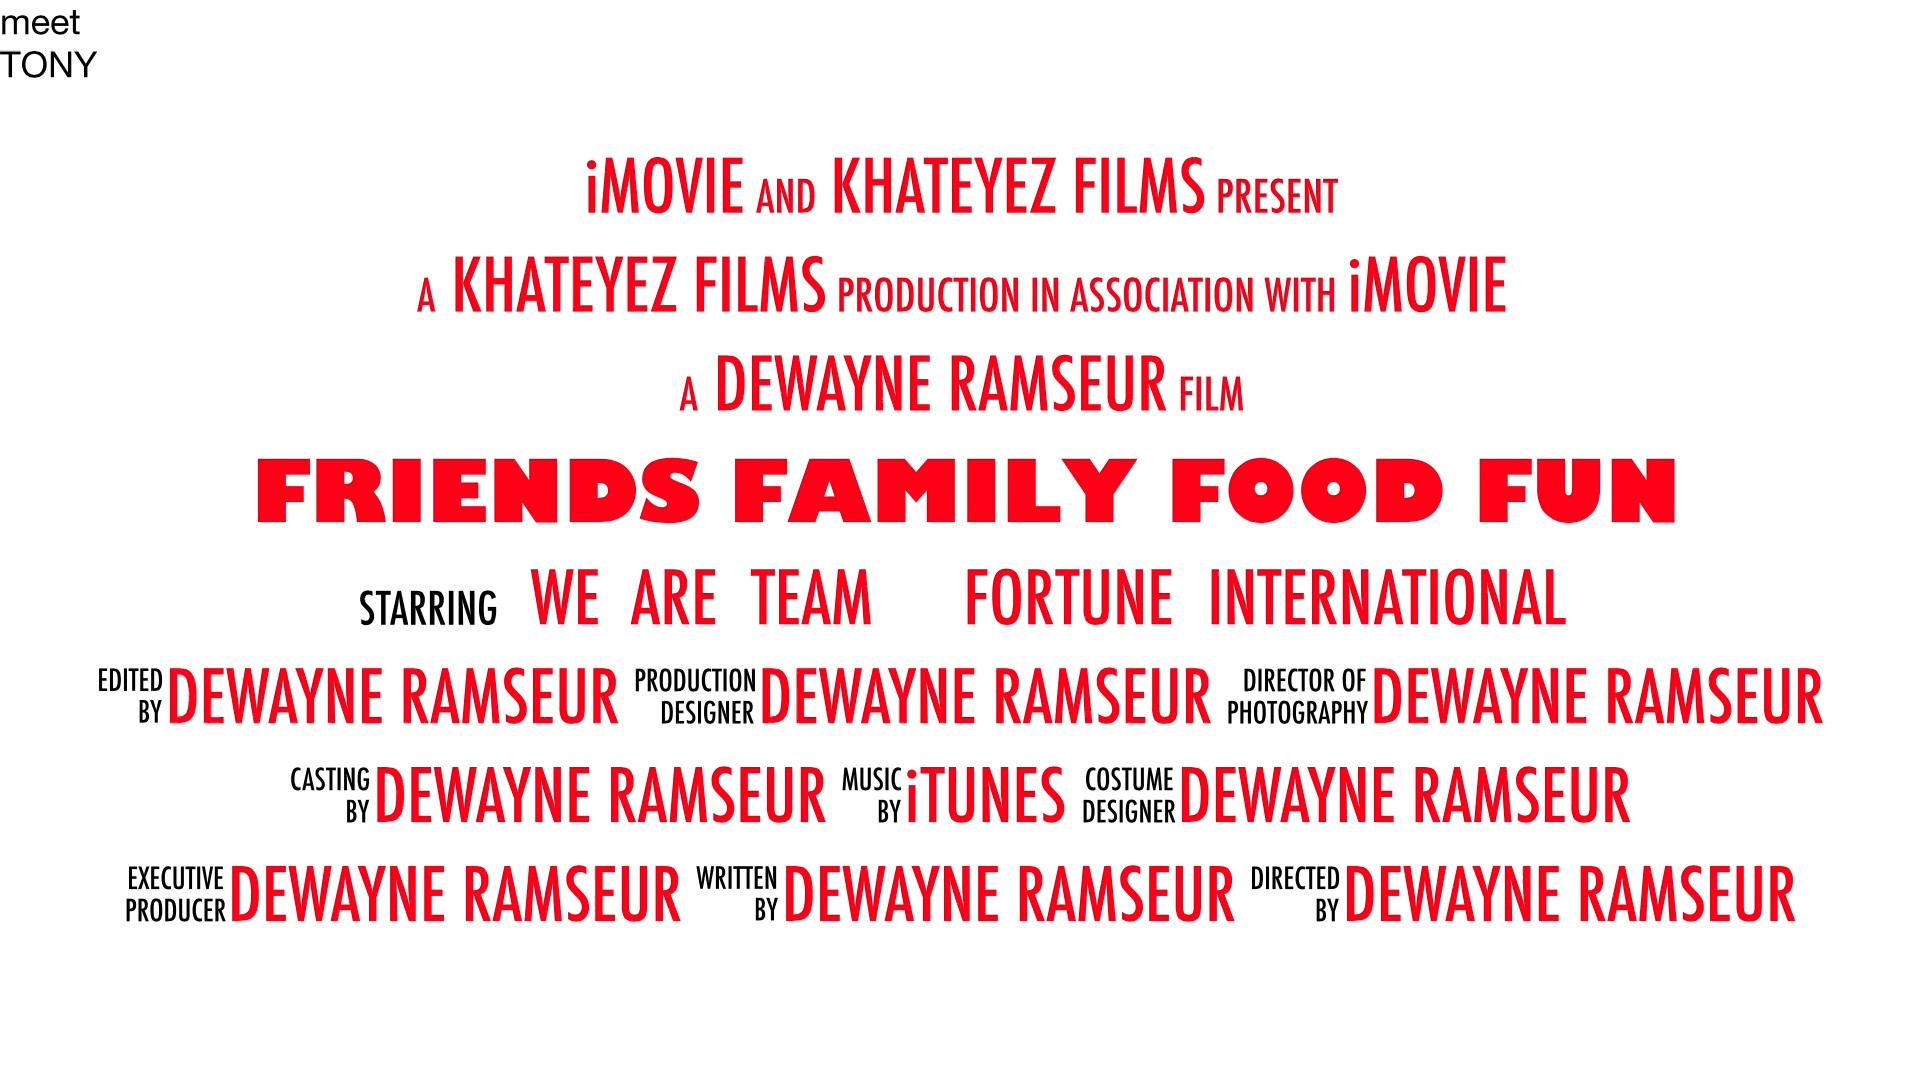 meet
TONY
iMOVIE AND KHATEYEZ FILMS PRESENT
A KHATEYEZ FILMS PRODUCTION IN ASSOCIATION WITH iMOVIE
A DEWAYNE RAMSEUR FILM
FRIENDS FAMILY FOOD FUN
STARRING WE ARE TEAM FORTUNE INTERNATIONAL
EDITED BY DEWAYNE RAMSEUR PRODUCTION DESIGNER DEWAYNE RAMSEUR DIRECTOR OF PHOTOGRAPHY DEWAYNE RAMSEUR
CASTING BY DEWAYNE RAMSEUR MUSIC BY iTUNES COSTUME DESIGNER DEWAYNE RAMSEUR
EXECUTIVE PRODUCER DEWAYNE RAMSEUR WRITTEN BY DEWAYNE RAMSEUR DIRECTED BY DEWAYNE RAMSEUR